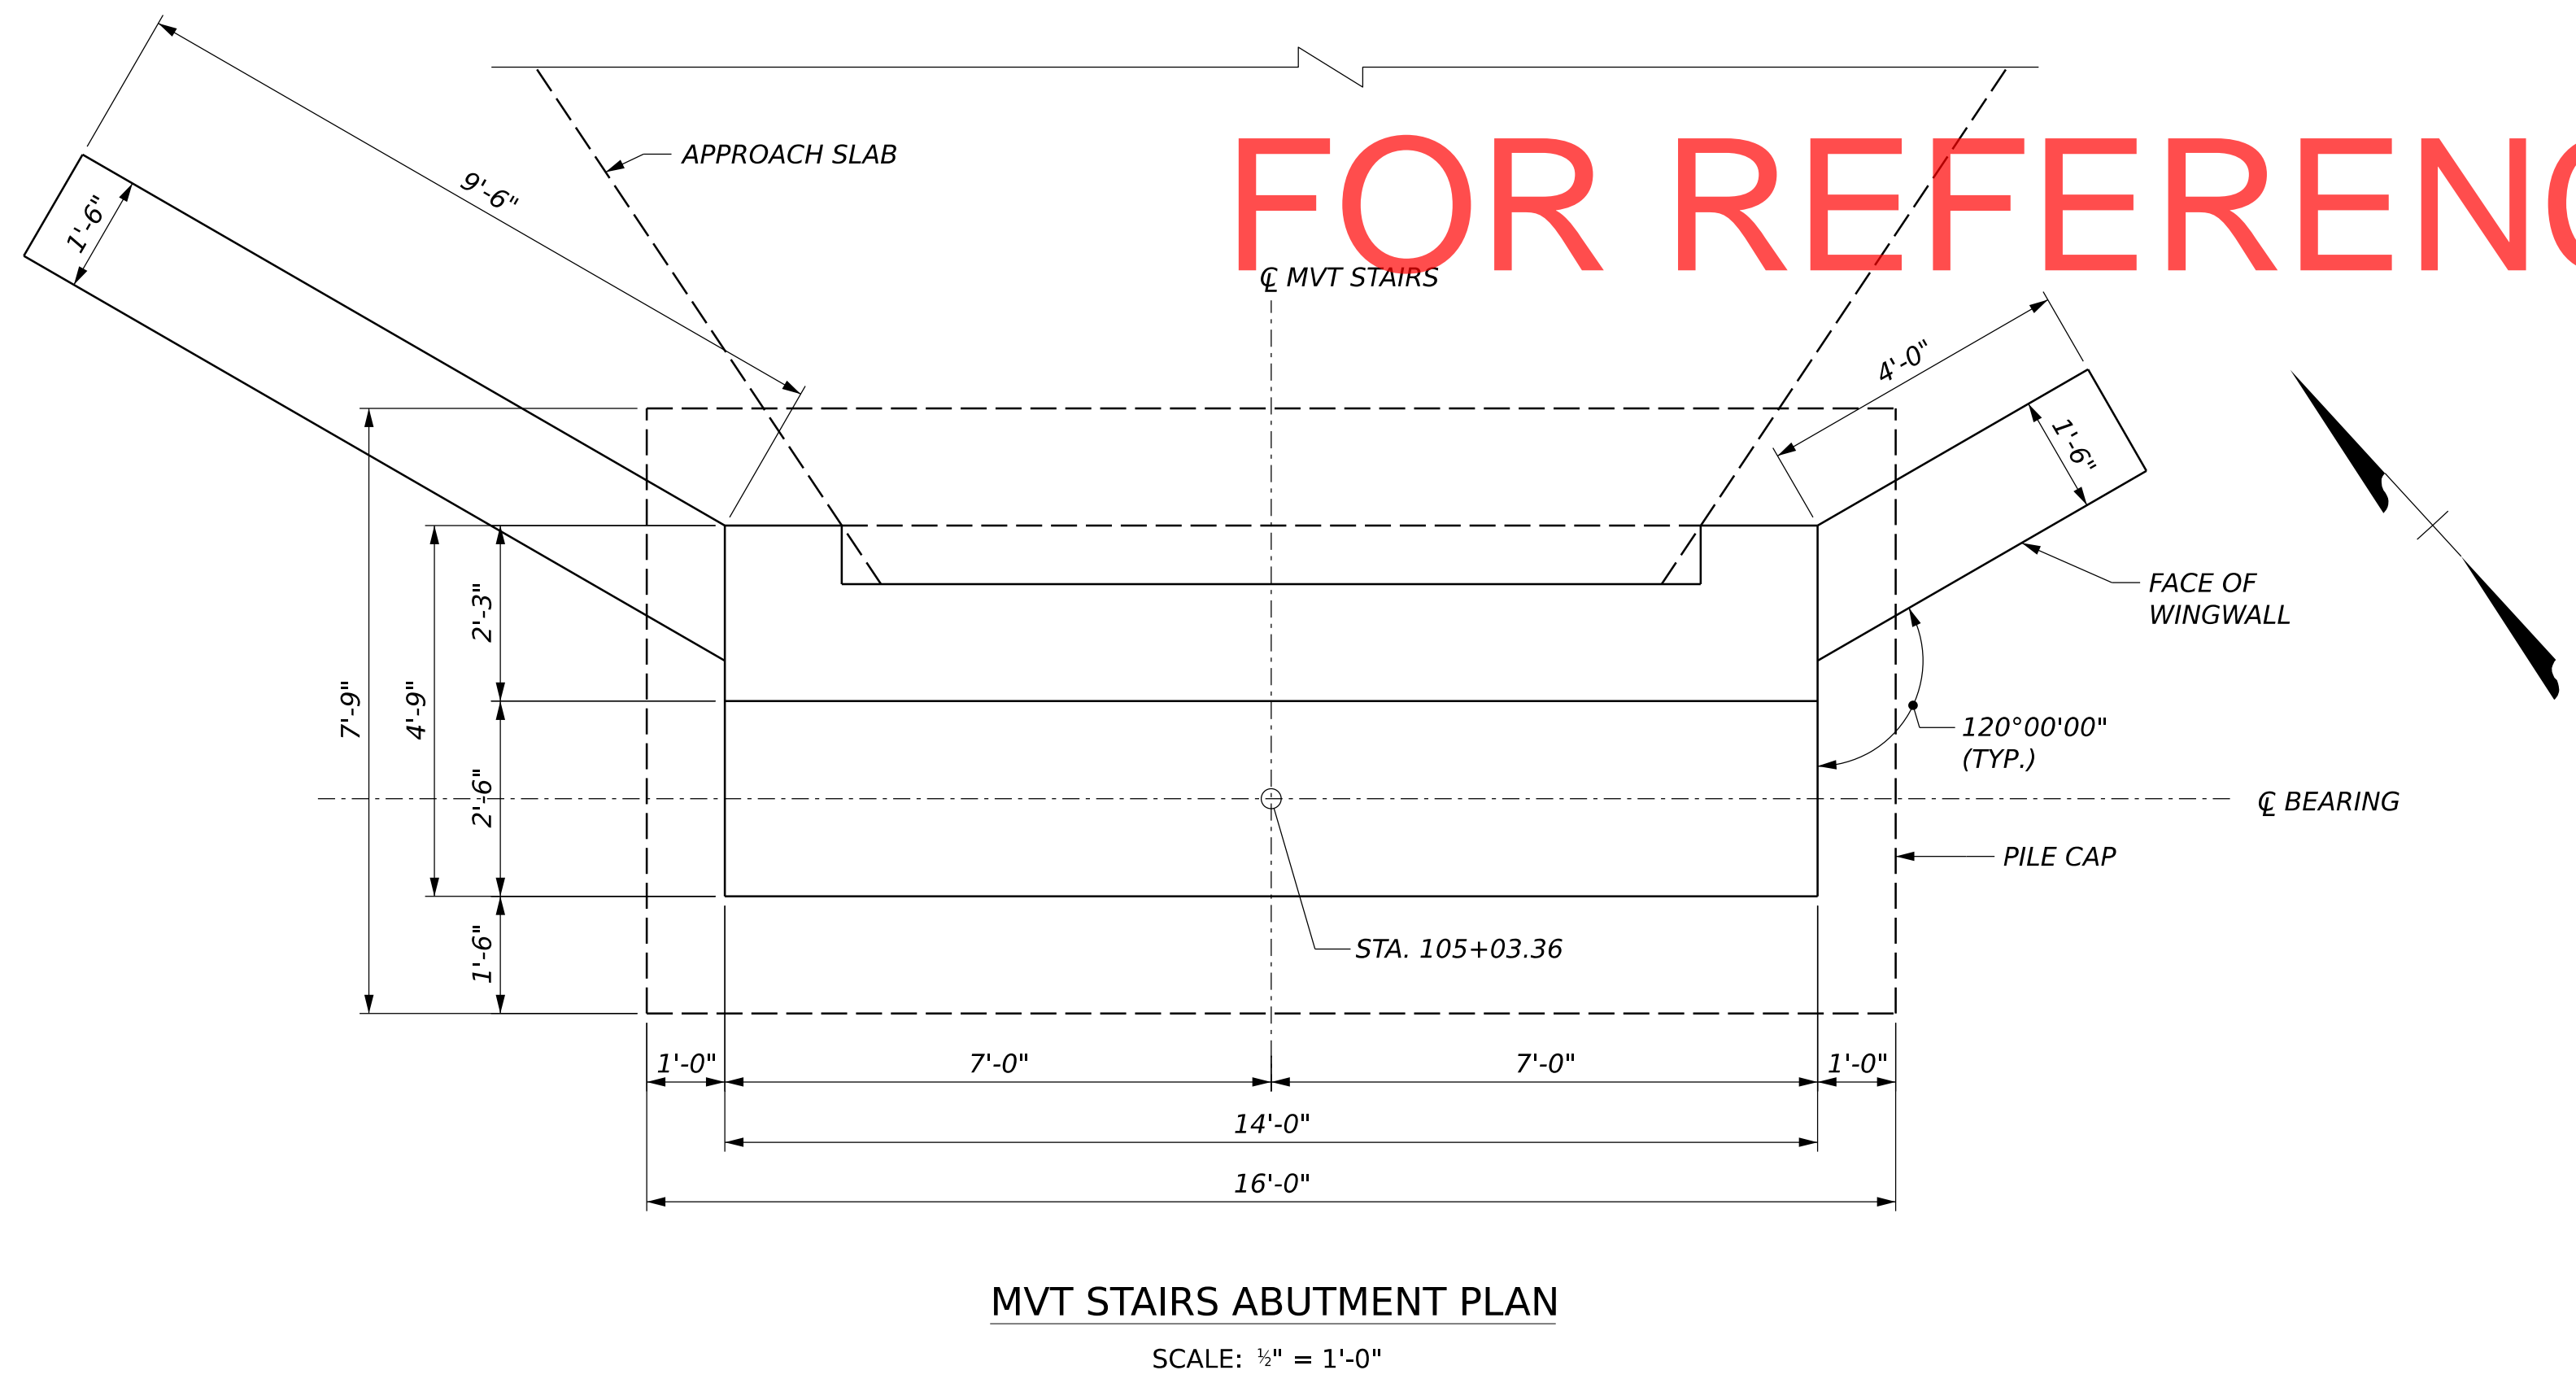 9'-6"
1'-6"
APPROACH SLAB
FOR REFERENC
℄ MVT STAIRS
4'-0"
1'-6"
FACE OF
WINGWALL
2'-3"
7'-9"
4'-9"
2'-6"
1'-6"
120°00'00"
(TYP.)
℄ BEARING
PILE CAP
STA. 105+03.36
1'-0"
7'-0"
7'-0"
1'-0"
14'-0"
16'-0"
MVT STAIRS ABUTMENT PLAN
SCALE: ½" = 1'-0"